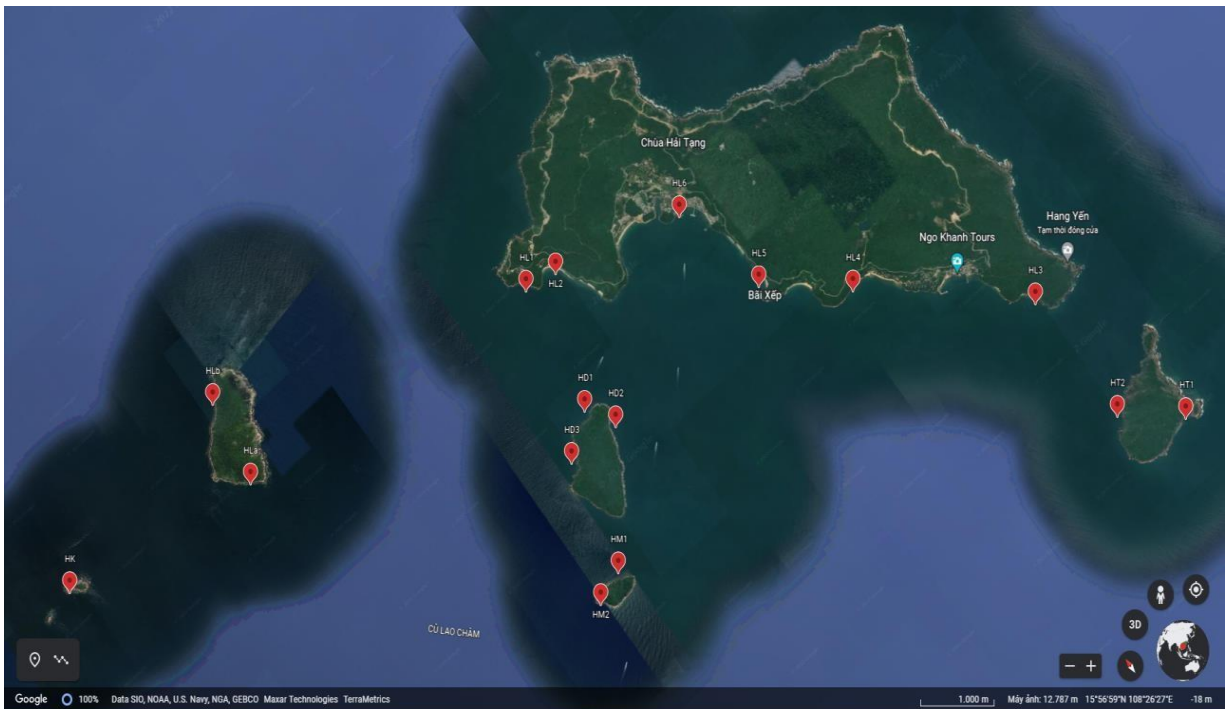 Chùa Hải Tạng
HL6
Hang Yến
Tạm thời đóng cửa
Ngo Khanh Tours
HL1
HL2
HL5
HL4
HL3
Bãi Xếp
HLb
HD1
HD2
HT2
HT1
HD3
HLa
HM1
HK
HM2
CÙ LAO CHÀM
3D
Google
100%
Data SIO, NOAA, U.S. Navy, NGA, GEBCO Maxar Technologies TerraMetrics
1.000 m
Máy ảnh: 12.787 m 15°56'59"N 108°26'27"E
-18 m